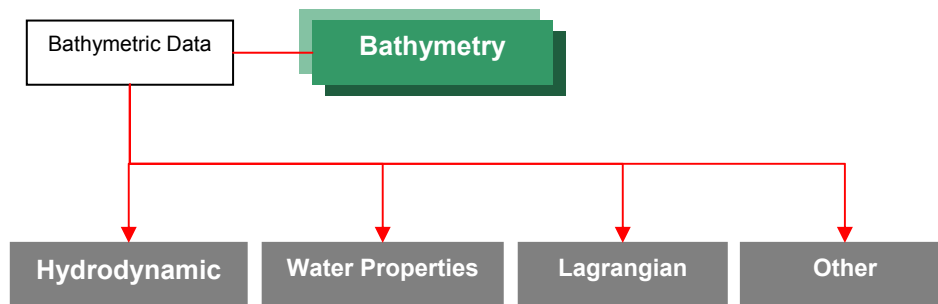 Bathymetric Data
Bathymetry
Hydrodynamic
Water Properties
Lagrangian
Other